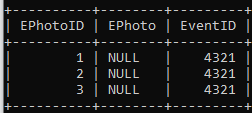 +----------+--------+---------+
| EPhotoID | EPhoto | EventID |
+----------+--------+---------+
|        1 | NULL   |    4321 |
|        2 | NULL   |    4321 |
|        3 | NULL   |    4321 |
+----------+--------+---------+